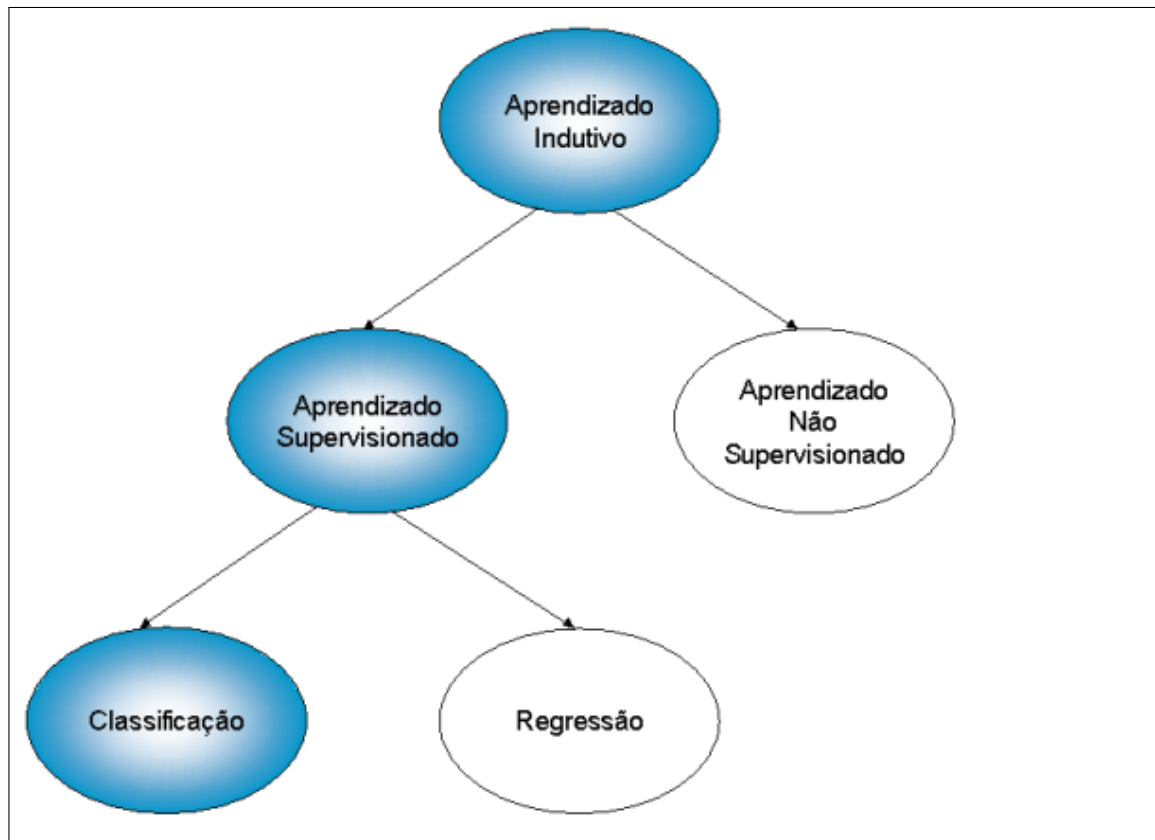 Aprendizado
Indutivo
Aprendizado
Supervisionado
Aprendizado
Não
Supervisionado
Classificação
Regressão